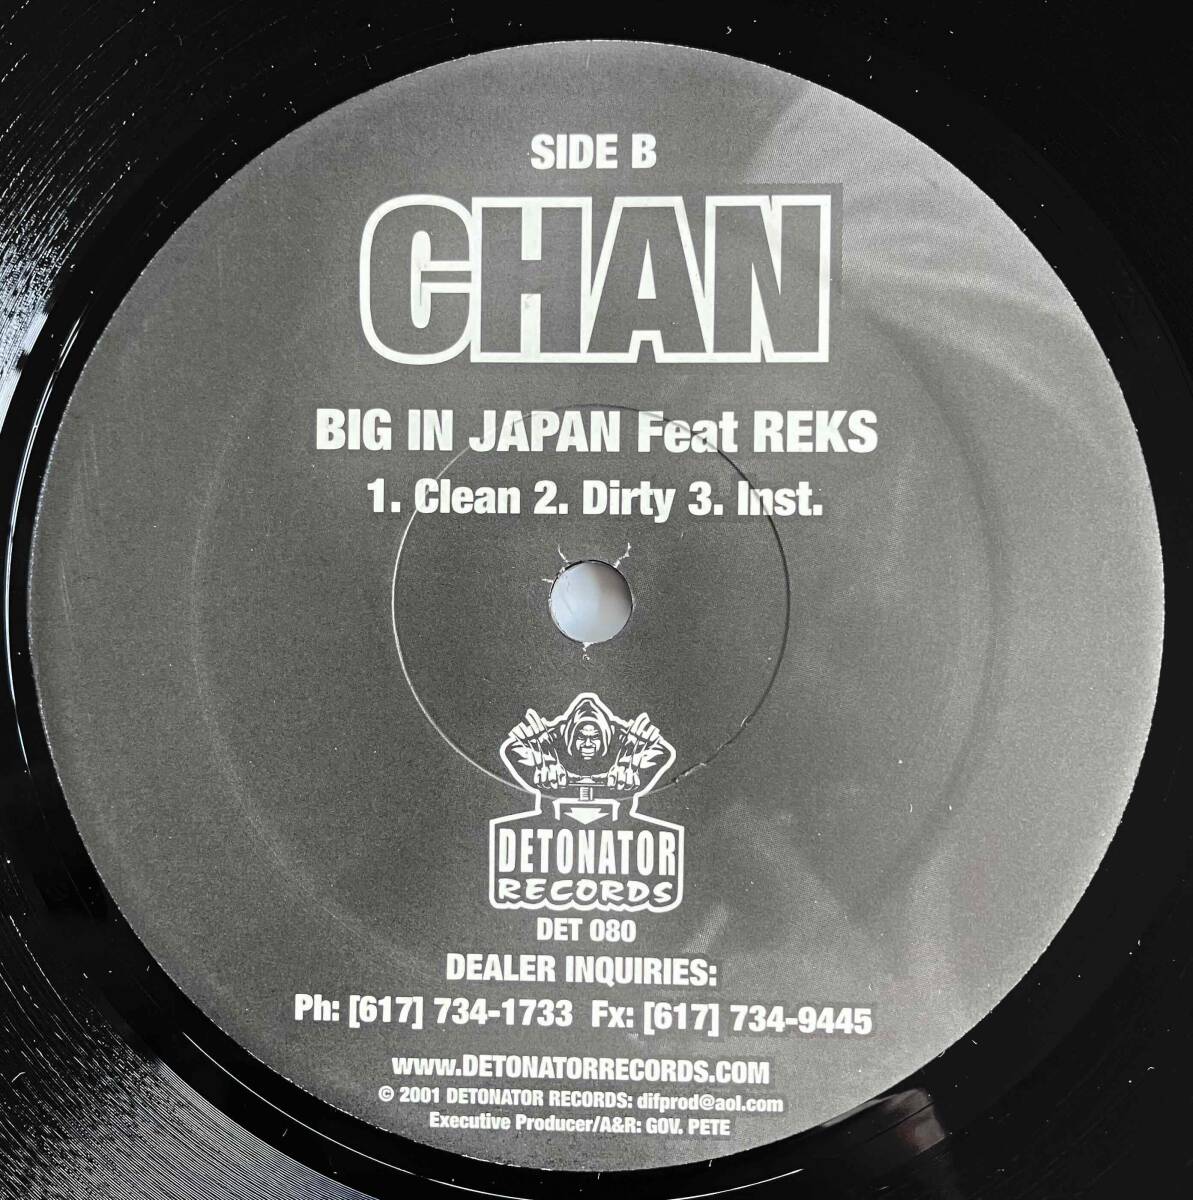 SIDE B
CHAN
BIG IN JAPAN Feat REKS
1. Clean 2. Dirty 3. Inst.
DETONATOR
RECORDS
DET 080
DEALER INQUIRIES:
Ph: [617] 734-1733 Fx: [617] 734-9445
www.DETONATORRECORDS.COM
© 2001 DETONATOR RECORDS: difprod@aol.com
Executive Producer/A&R: GOV. PETE